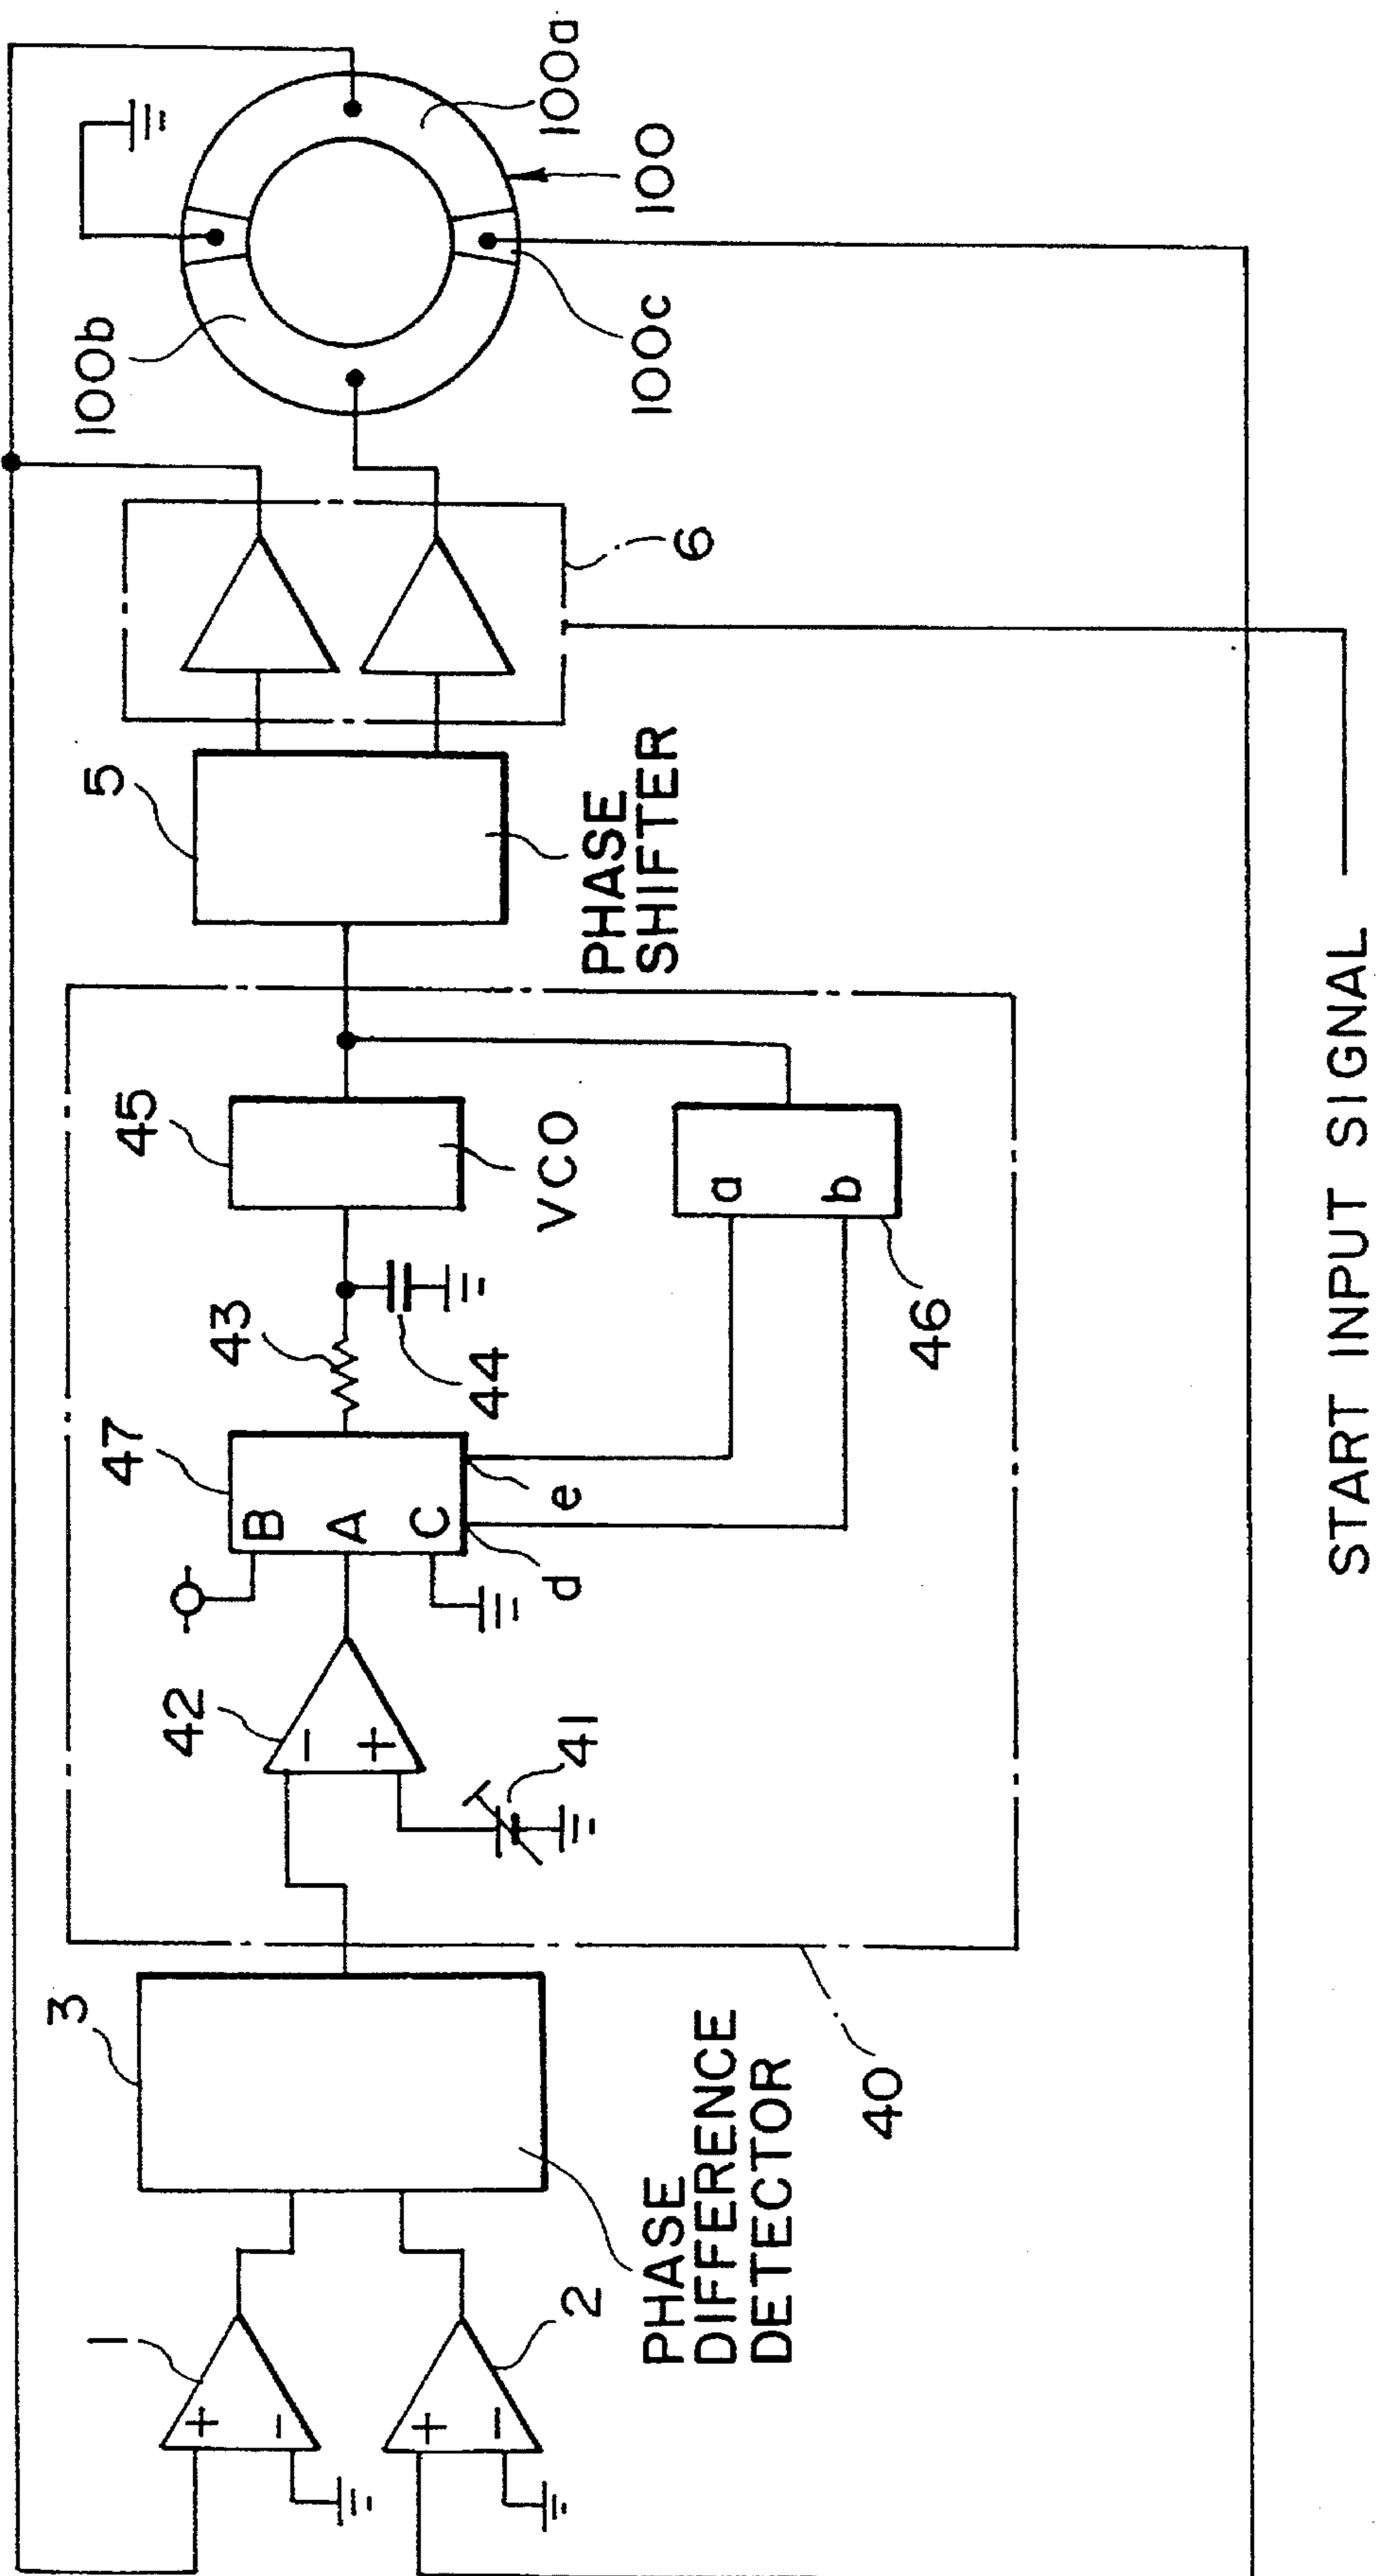 1
+
−
2
+
−
3
PHASE
DIFFERENCE
DETECTOR
40
41
42
−
+
47
B
A
C
d
e
43
44
45
VCO
a
b
46
5
PHASE
SHIFTER
6
100b
100a
100
100c
START INPUT SIGNAL